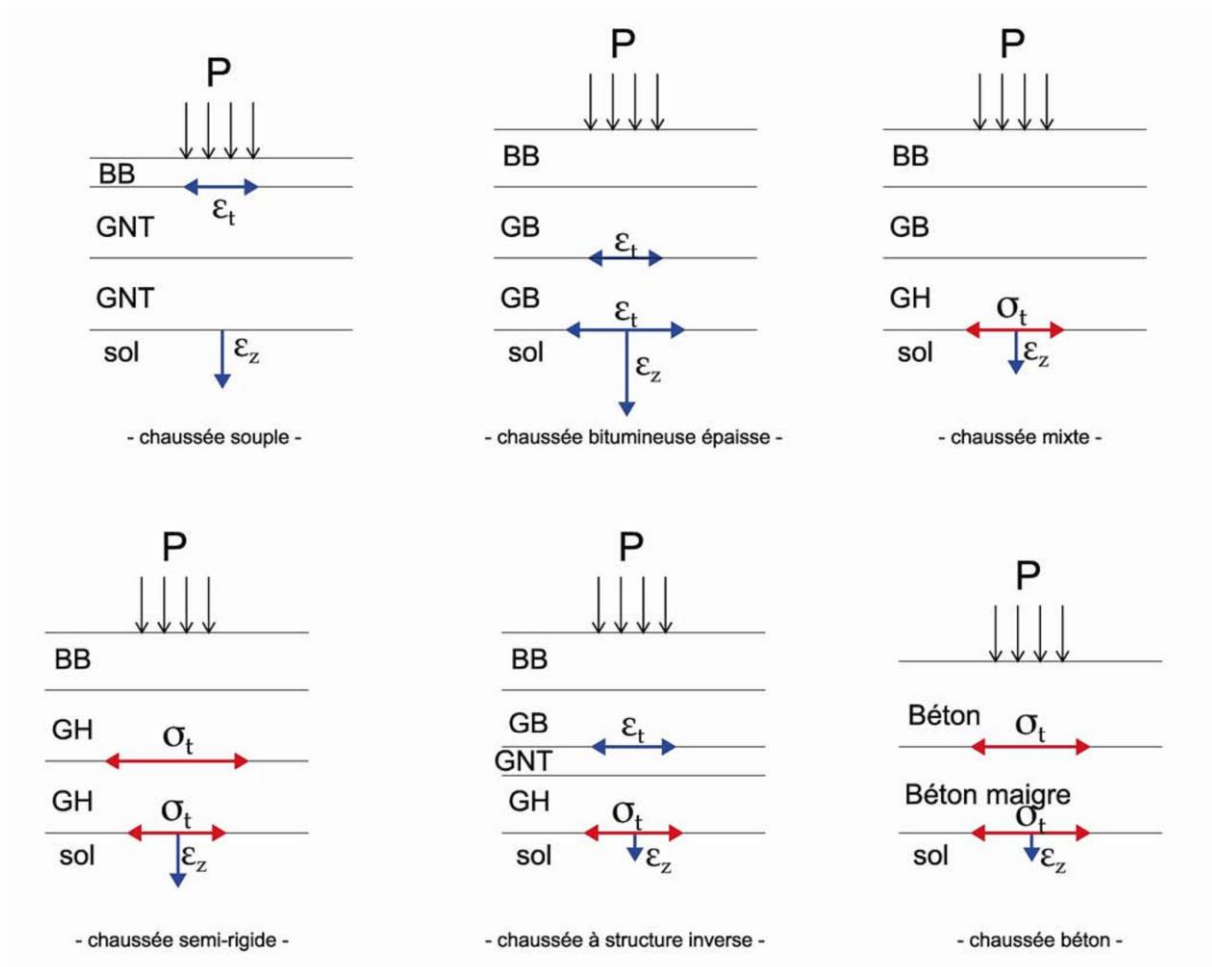 P
BB
εt
GNT
GNT
sol
εz
- chaussée souple -
P
BB
GB
εt
GB
εt
sol
εz
- chaussée bitumineuse épaisse -
P
BB
GB
GH
σt
sol
εz
- chaussée mixte -
P
BB
GH
σt
GH
σt
sol
εz
- chaussée semi-rigide -
P
BB
GB
εt
GNT
GH
σt
sol
εz
- chaussée à structure inverse -
P
Béton
σt
Béton maigre
σt
sol
εz
- chaussée béton -